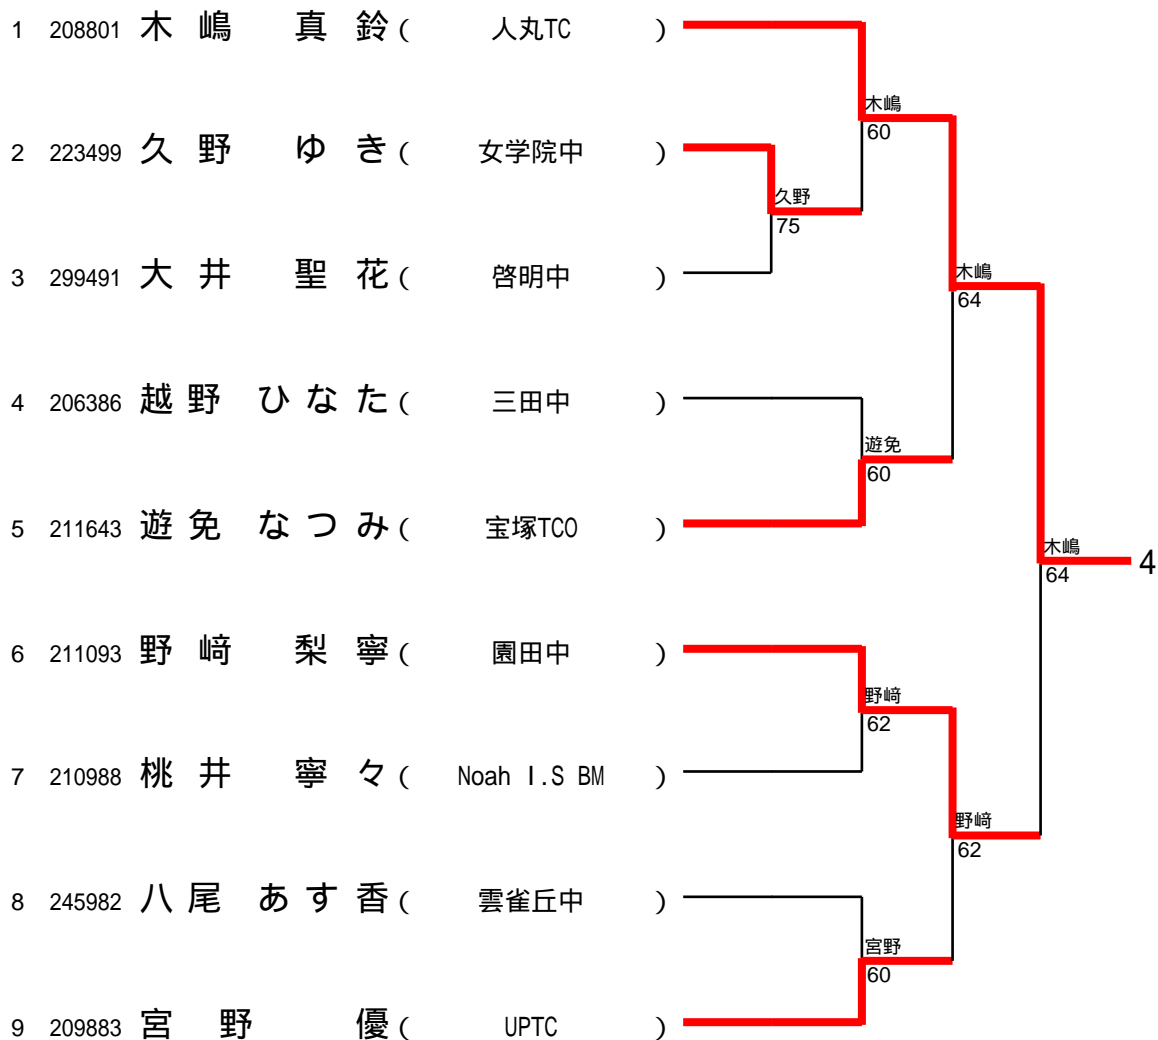 1 208801 木嶋 真鈴 ( 人丸TC )
木嶋
60
2 223499 久野 ゆき ( 女学院中 )
久野
75
3 299491 大井 聖花 ( 啓明中 )
木嶋
64
4 206386 越野 ひなた ( 三田中 )
遊免
60
5 211643 遊免 なつみ ( 宝塚TCO )
木嶋
64
4
6 211093 野﨑 梨寧 ( 園田中 )
野﨑
62
7 210988 桃井 寧々 ( Noah I.S BM )
野﨑
62
8 245982 八尾 あす香 ( 雲雀丘中 )
宮野
60
9 209883 宮野 優 ( UPTC )